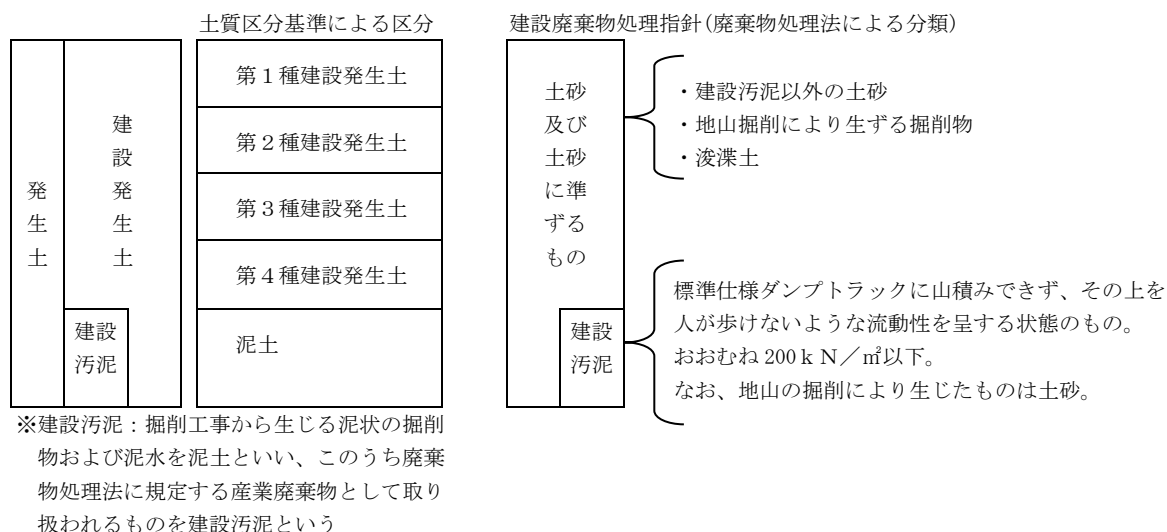 土質区分基準による区分
発生土
建設発生土
建設
汚泥
第1種建設発生土
第2種建設発生土
第3種建設発生土
第4種建設発生土
泥土
※建設汚泥：掘削工事から生じる泥状の掘削
物および泥水を泥土といい、このうち廃棄
物処理法に規定する産業廃棄物として取り
扱われるものを建設汚泥という
建設廃棄物処理指針(廃棄物処理法による分類)
土砂
及び
土砂
に準
ずる
もの
建設
汚泥
・建設汚泥以外の土砂
・地山掘削により生ずる掘削物
・浚渫土
標準仕様ダンプトラックに山積みできず、その上を
人が歩けないような流動性を呈する状態のもの。
おおむね 200ｋＮ／㎡以下。
なお、地山の掘削により生じたものは土砂。